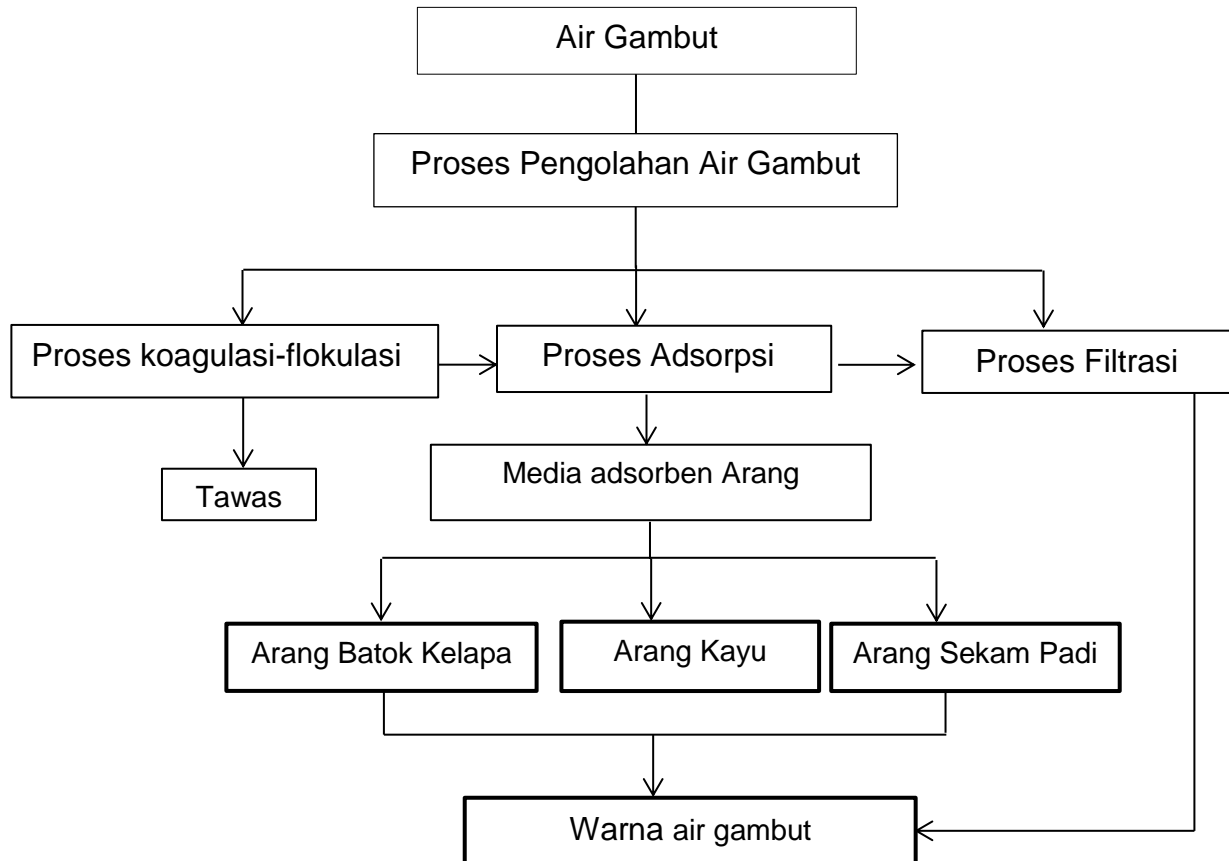 Air Gambut
Proses Pengolahan Air Gambut
Proses koagulasi-flokulasi
Proses Adsorpsi
Proses Filtrasi
Tawas
Media adsorben Arang
Arang Batok Kelapa
Arang Kayu
Arang Sekam Padi
Warna air gambut